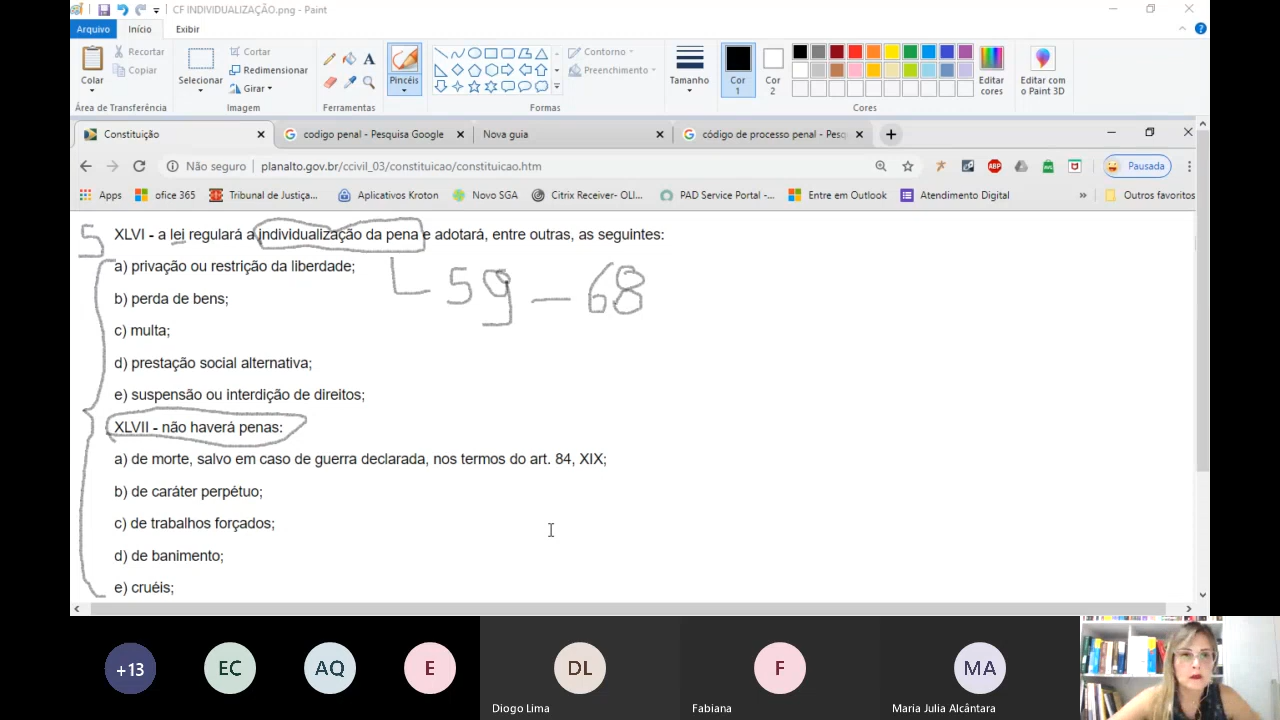 CF INDIVIDUALIZAÇÃO.png - Paint
Arquivo Início Exibir
Colar
Recortar
Copiar
Selecionar
Cortar
Redimensionar
Girar
Pincéis
Contorno
Preenchimento
Tamanho
Cor 1
Cor 2
Editar cores
Editar com o Paint 3D
Área de Transferência Imagem Ferramentas Formas Cores
Constituição codigo penal - Pesquisa Google Nova guia código de processo penal - Pesq
Não seguro planalto.gov.br/ccivil_03/constituicao/constituicao.htm ABP Pausada
Apps ofice 365 Tribunal de Justiça... Aplicativos Kroton Novo SGA Citrix Receiver- OLI... PAD Service Portal -... Entre em Outlook Atendimento Digital » Outros favoritos
5 XLVI - a lei regulará a individualização da pena e adotará, entre outras, as seguintes:
a) privação ou restrição da liberdade;
59 — 68
b) perda de bens;
c) multa;
d) prestação social alternativa;
e) suspensão ou interdição de direitos;
XLVII - não haverá penas:
a) de morte, salvo em caso de guerra declarada, nos termos do art. 84, XIX;
b) de caráter perpétuo;
c) de trabalhos forçados;
d) de banimento;
e) cruéis;
+13 EC AQ E DL F MA
Diogo Lima Fabiana Maria Julia Alcântara